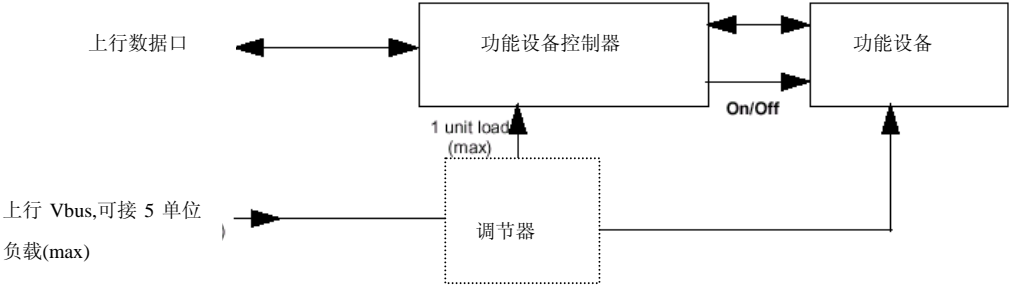 上行数据口
功能设备控制器
功能设备
On/Off
1 unit load
(max)
上行 Vbus,可接 5 单位
负载(max)
)
调节器